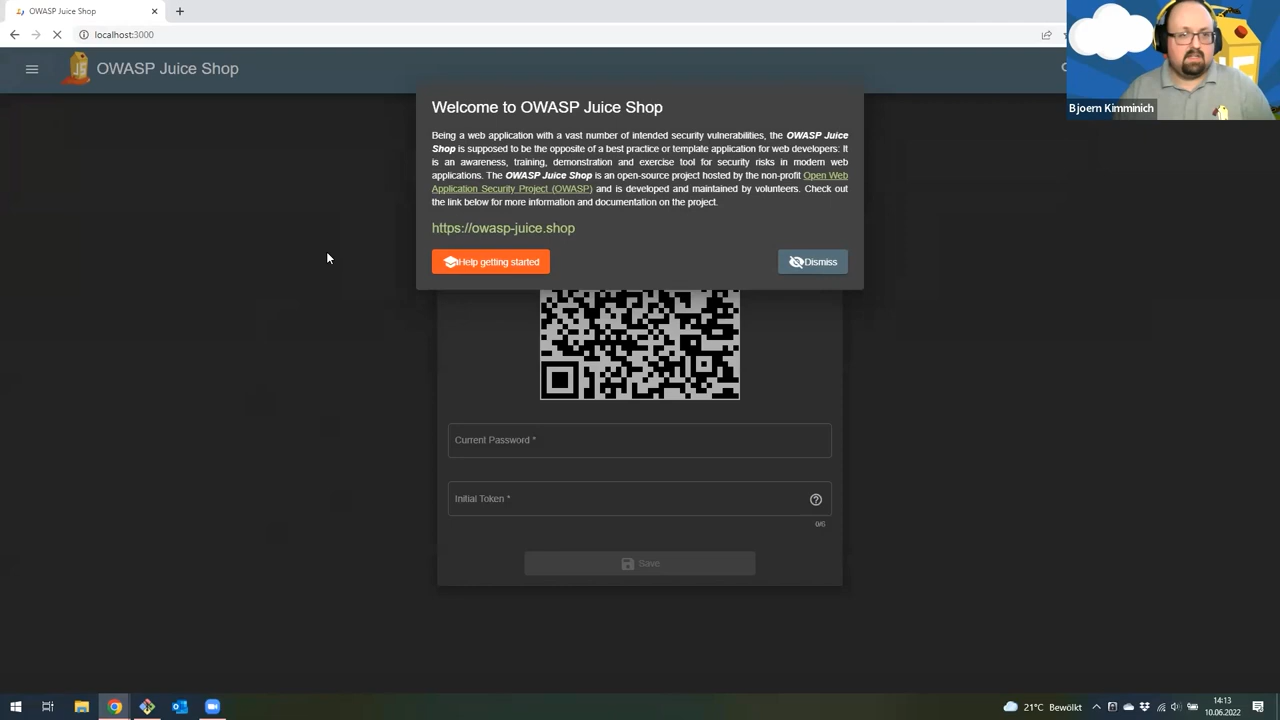 OWASP Juice Shop
localhost:3000
OWASP Juice Shop
Bjoern Kimminich
Welcome to OWASP Juice Shop
Being a web application with a vast number of intended security vulnerabilities, the OWASP Juice
Shop is supposed to be the opposite of a best practice or template application for web developers: It
is an awareness, training, demonstration and exercise tool for security risks in modern web
applications. The OWASP Juice Shop is an open-source project hosted by the non-profit Open Web
Application Security Project (OWASP) and is developed and maintained by volunteers. Check out
the link below for more information and documentation on the project.
https://owasp-juice.shop
Help getting started
Dismiss
Current Password *
Initial Token *
0/6
Save
21°C Bewölkt
14:13
10.06.2022